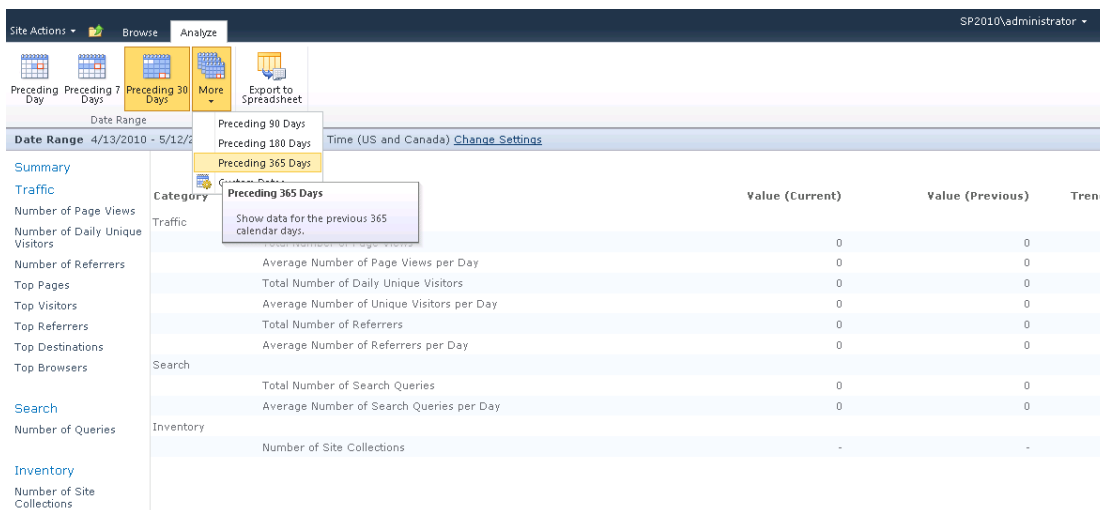 SP2010\administrator
Site Actions Browse Analyze
Preceding Day
Preceding 7 Days
Preceding 30 Days
More
Export to Spreadsheet
Date Range
Preceding 90 Days
Preceding 180 Days
Preceding 365 Days
Date Range 4/13/2010 - 5/12/2 Time (US and Canada) Change Settings
Preceding 365 Days
Show data for the previous 365
calendar days.
Summary
Traffic
Number of Page Views
Number of Daily Unique
Visitors
Number of Referrers
Top Pages
Top Visitors
Top Referrers
Top Destinations
Top Browsers
Search
Number of Queries
Inventory
Number of Site
Collections
Category Value (Current) Value (Previous) Tren
Traffic
0 0
Average Number of Page Views per Day 0 0
Total Number of Daily Unique Visitors 0 0
Average Number of Unique Visitors per Day 0 0
Total Number of Referrers 0 0
Average Number of Referrers per Day 0 0
Search
Total Number of Search Queries 0 0
Average Number of Search Queries per Day 0 0
Inventory
Number of Site Collections - -